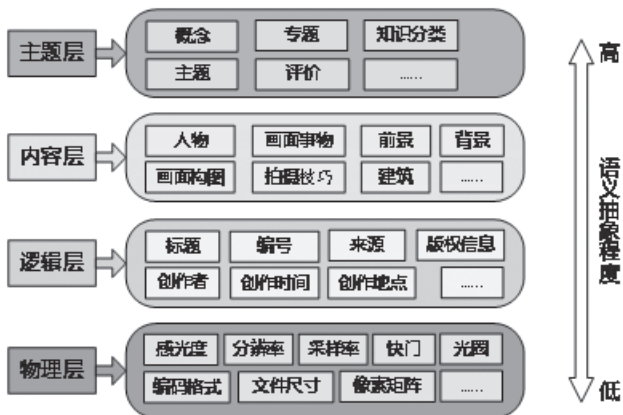 主题层
概念 专题 知识分类
主题 评价 ......
内容层
人物 画面事物 前景 背景
画面构图 拍摄技巧 建筑 ......
逻辑层
标题 编号 来源 版权信息
创作者 创作时间 创作地点 ......
物理层
感光度 分辨率 采样率 快门 光圈
编码格式 文件尺寸 像素矩阵 ......
高
语义抽象程度
低